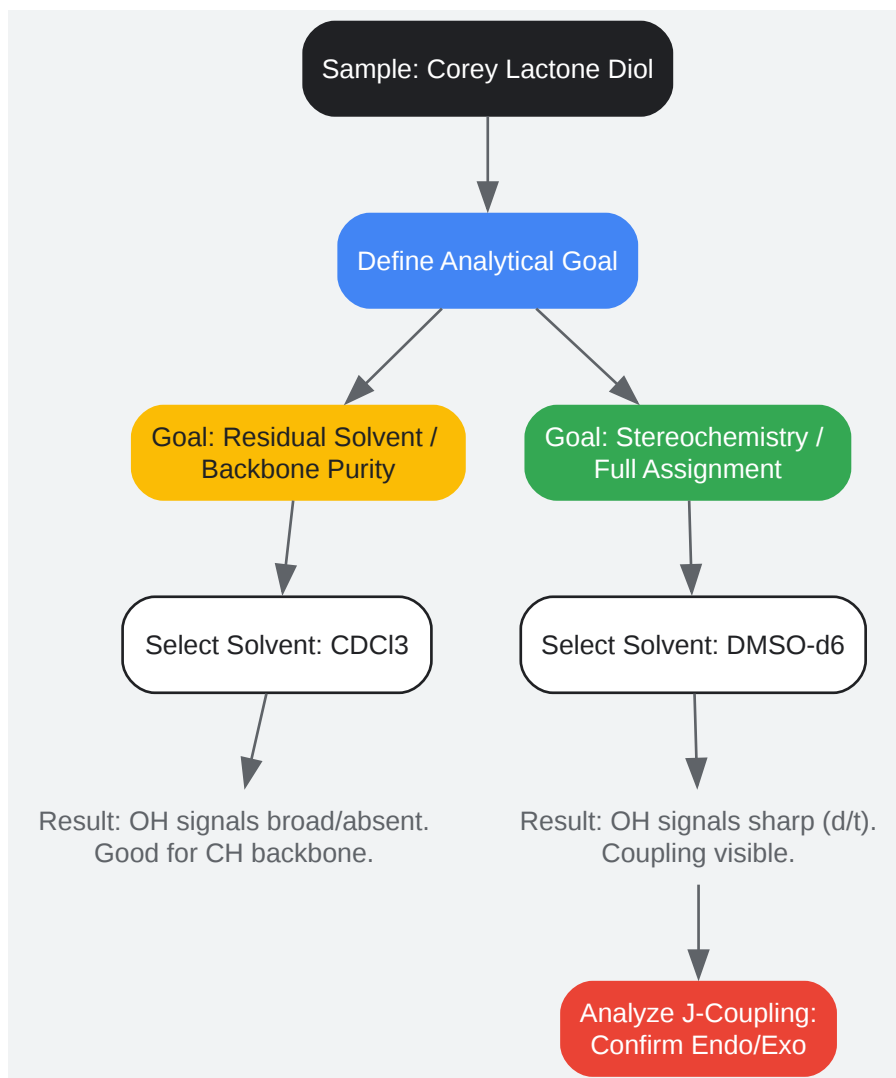 Sample: Corey Lactone Diol
Define Analytical Goal
Goal: Residual Solvent /
Backbone Purity
Goal: Stereochemistry /
Full Assignment
Select Solvent: CDCl3
Select Solvent: DMSO-d6
Result: OH signals broad/absent.
Good for CH backbone.
Result: OH signals sharp (d/t).
Coupling visible.
Analyze J-Coupling:
Confirm Endo/Exo